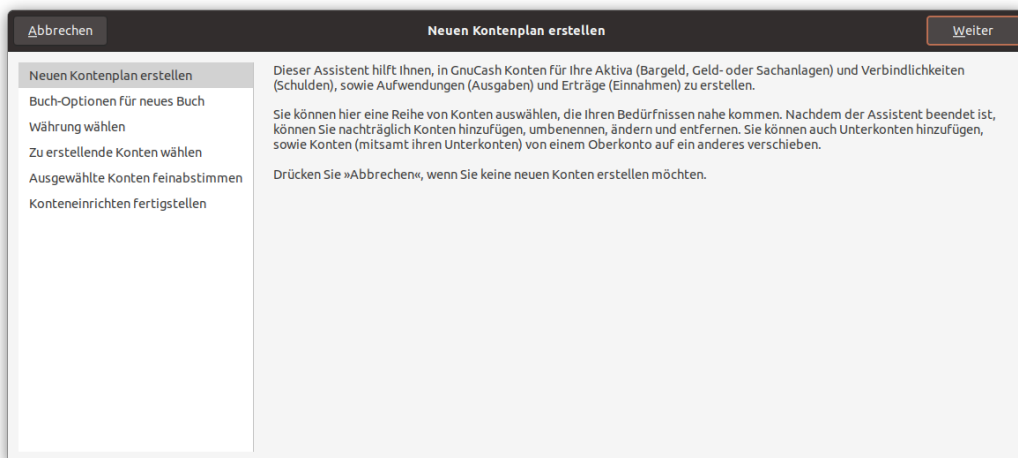 Abbrechen
Neuen Kontenplan erstellen
Weiter
Neuen Kontenplan erstellen
Buch-Optionen für neues Buch
Währung wählen
Zu erstellende Konten wählen
Ausgewählte Konten feinabstimmen
Konteneinrichten fertigstellen
Dieser Assistent hilft Ihnen, in GnuCash Konten für Ihre Aktiva (Bargeld, Geld- oder Sachanlagen) und Verbindlichkeiten
(Schulden), sowie Aufwendungen (Ausgaben) und Erträge (Einnahmen) zu erstellen.
Sie können hier eine Reihe von Konten auswählen, die Ihren Bedürfnissen nahe kommen. Nachdem der Assistent beendet ist,
können Sie nachträglich Konten hinzufügen, umbenennen, ändern und entfernen. Sie können auch Unterkonten hinzufügen,
sowie Konten (mitsamt ihren Unterkonten) von einem Oberkonto auf ein anderes verschieben.
Drücken Sie »Abbrechen«, wenn Sie keine neuen Konten erstellen möchten.